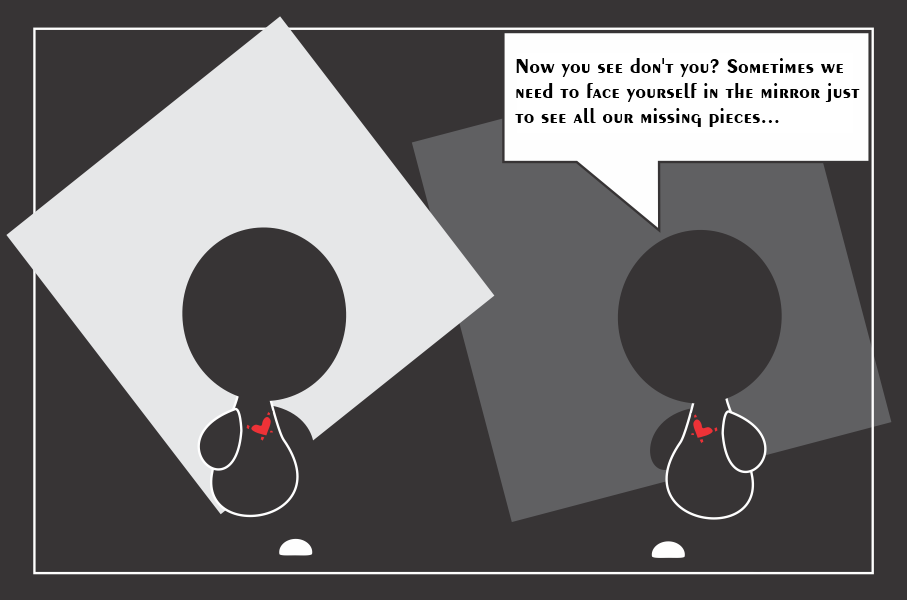 Now you see don't you? Sometimes we
need to face yourself in the mirror just
to see all our missing pieces...